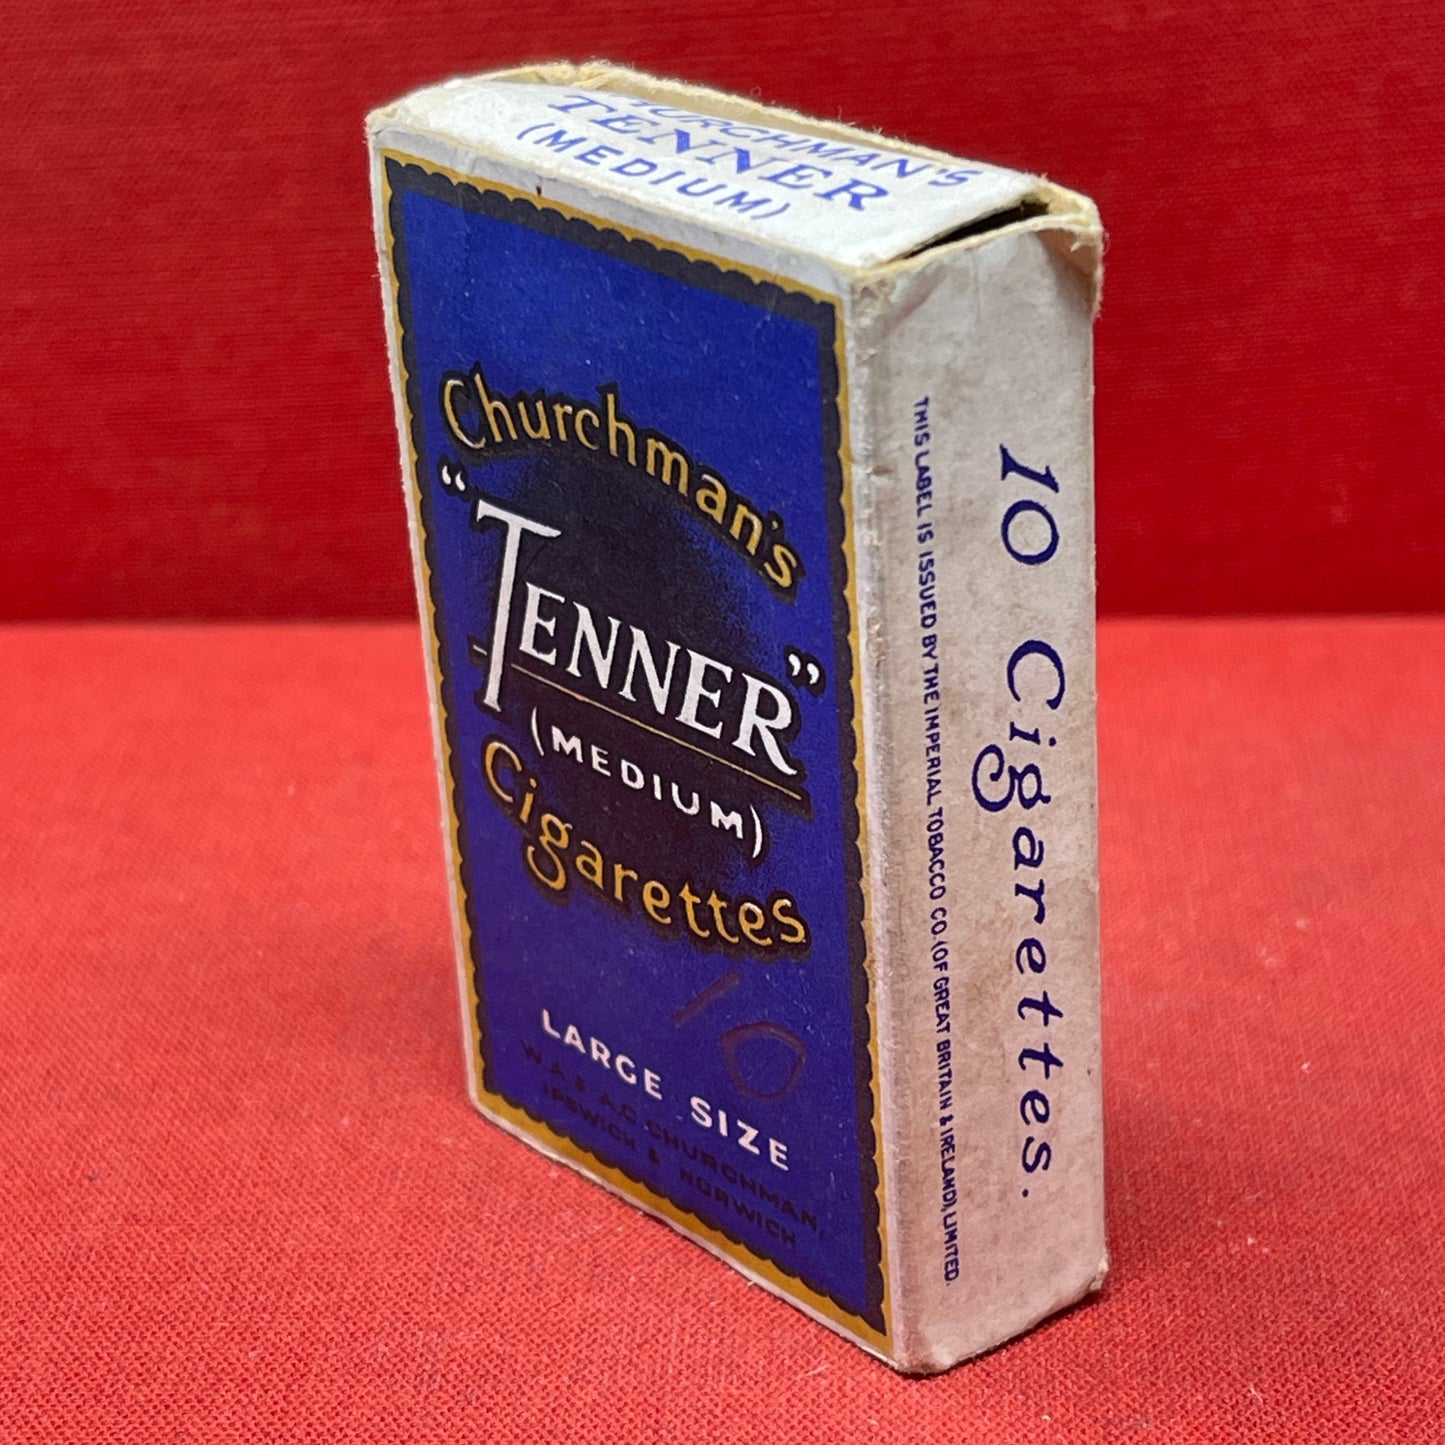 CHURCHMAN'S
TENNER
(MEDIUM)
Churchman's
"TENNER"
(MEDIUM)
Cigarettes
10
LARGE SIZE
W.A & A.C CHURCHMAN,
IPSWICH & NORWICH
10 Cigarettes.
THIS LABEL IS ISSUED BY THE IMPERIAL TOBACCO CO. (OF GREAT BRITAIN & IRELAND), LIMITED.